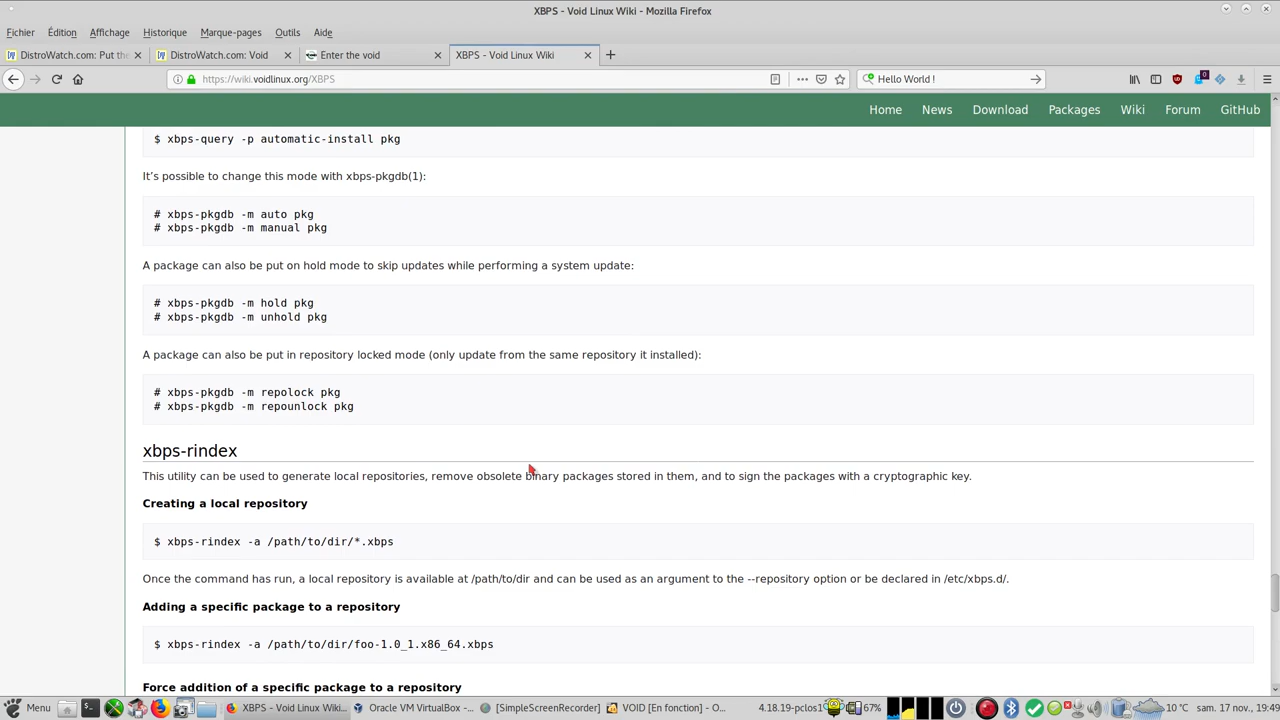 XBPS - Void Linux Wiki - Mozilla Firefox
Fichier Édition Affichage Historique Marque-pages Outils Aide
DistroWatch.com: Put the
DistroWatch.com: Void
Enter the void
XBPS - Void Linux Wiki
https://wiki.voidlinux.org/XBPS
Hello World !
0
Home News Download Packages Wiki Forum GitHub
$ xbps-query -p automatic-install pkg
It’s possible to change this mode with xbps-pkgdb(1):
# xbps-pkgdb -m auto pkg
# xbps-pkgdb -m manual pkg
A package can also be put on hold mode to skip updates while performing a system update:
# xbps-pkgdb -m hold pkg
# xbps-pkgdb -m unhold pkg
A package can also be put in repository locked mode (only update from the same repository it installed):
# xbps-pkgdb -m repolock pkg
# xbps-pkgdb -m repounlock pkg
xbps-rindex
This utility can be used to generate local repositories, remove obsolete binary packages stored in them, and to sign the packages with a cryptographic key.
Creating a local repository
$ xbps-rindex -a /path/to/dir/*.xbps
Once the command has run, a local repository is available at /path/to/dir and can be used as an argument to the --repository option or be declared in /etc/xbps.d/.
Adding a specific package to a repository
$ xbps-rindex -a /path/to/dir/foo-1.0_1.x86_64.xbps
Force addition of a specific package to a repository
Menu
XBPS - Void Linux Wiki...
Oracle VM VirtualBox -...
[SimpleScreenRecorder]
VOID [En fonction] - O...
4.18.19-pclos1
67%
10 °C
sam. 17 nov., 19:49